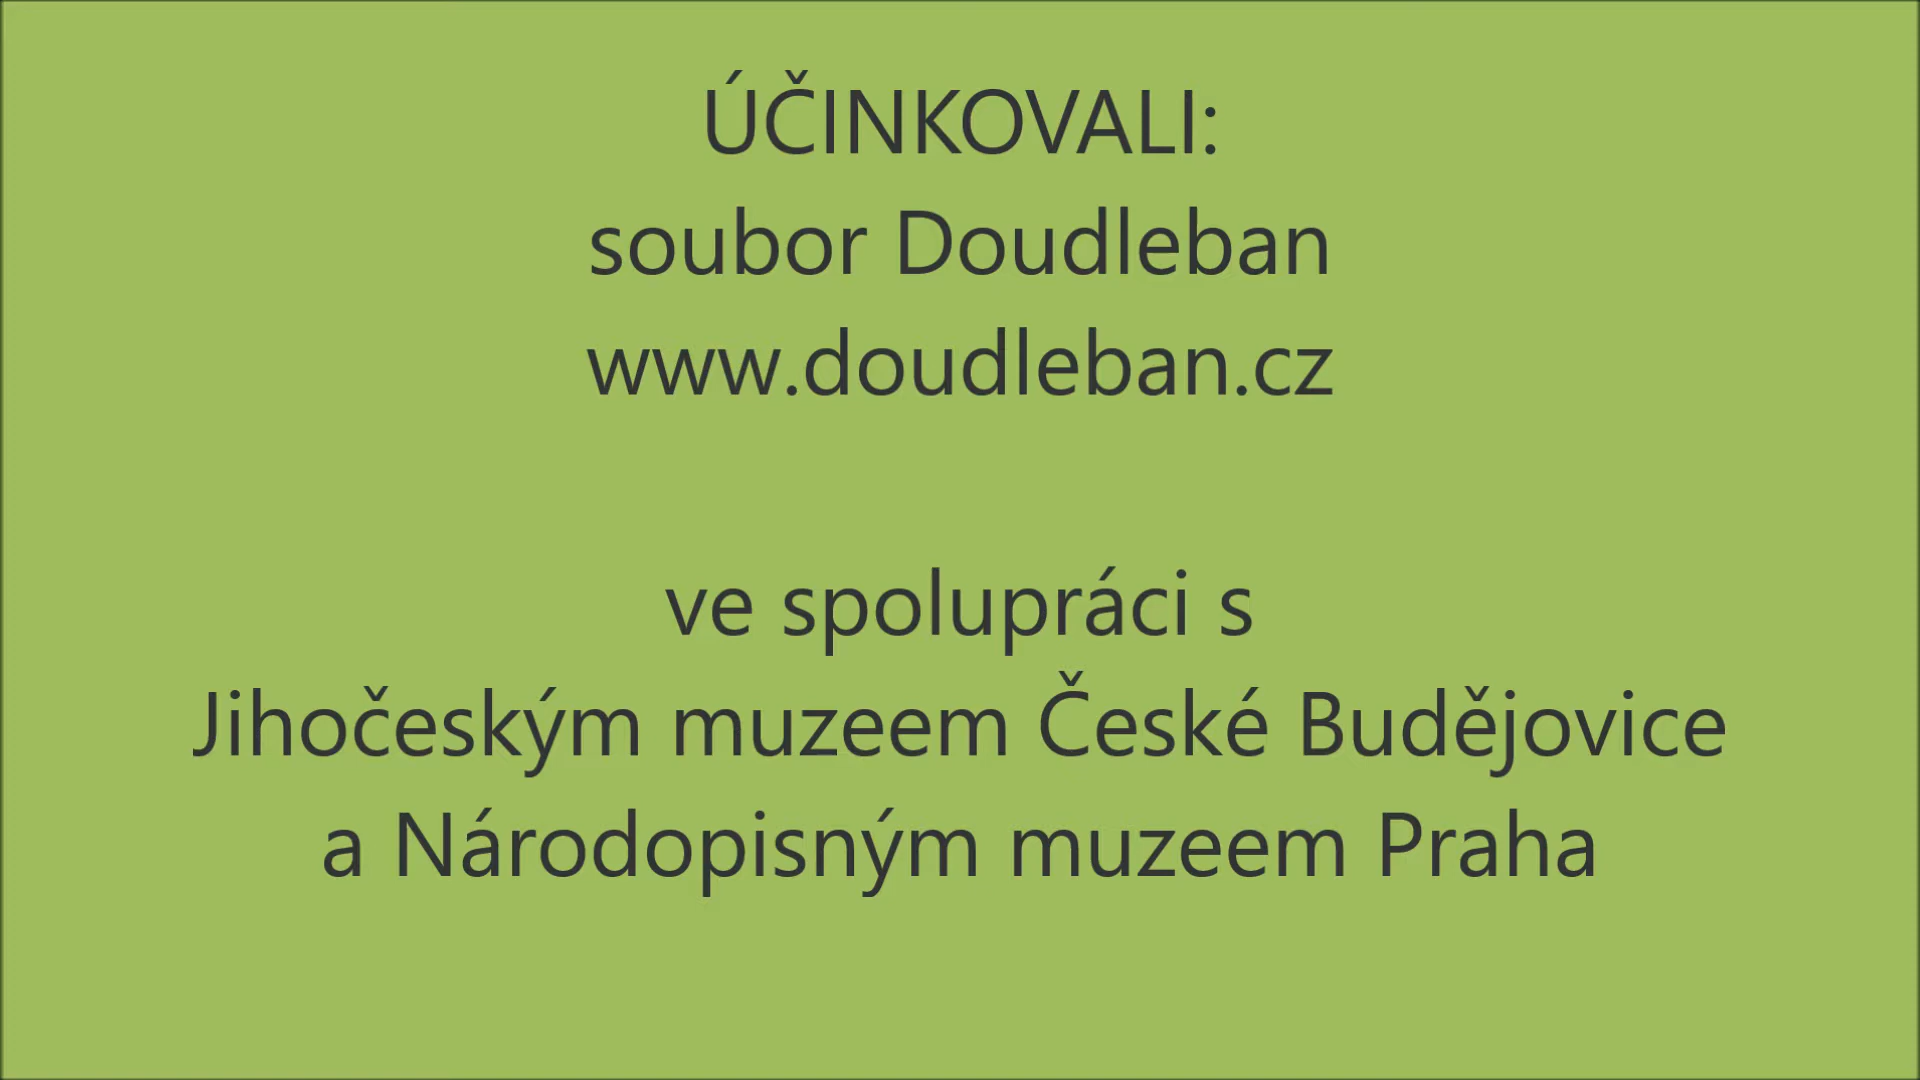 ÚČINKOVALI:
soubor Doudleban
www.doudleban.cz
ve spolupráci s
Jihočeským muzeem České Budějovice
a Národopisným muzeem Praha